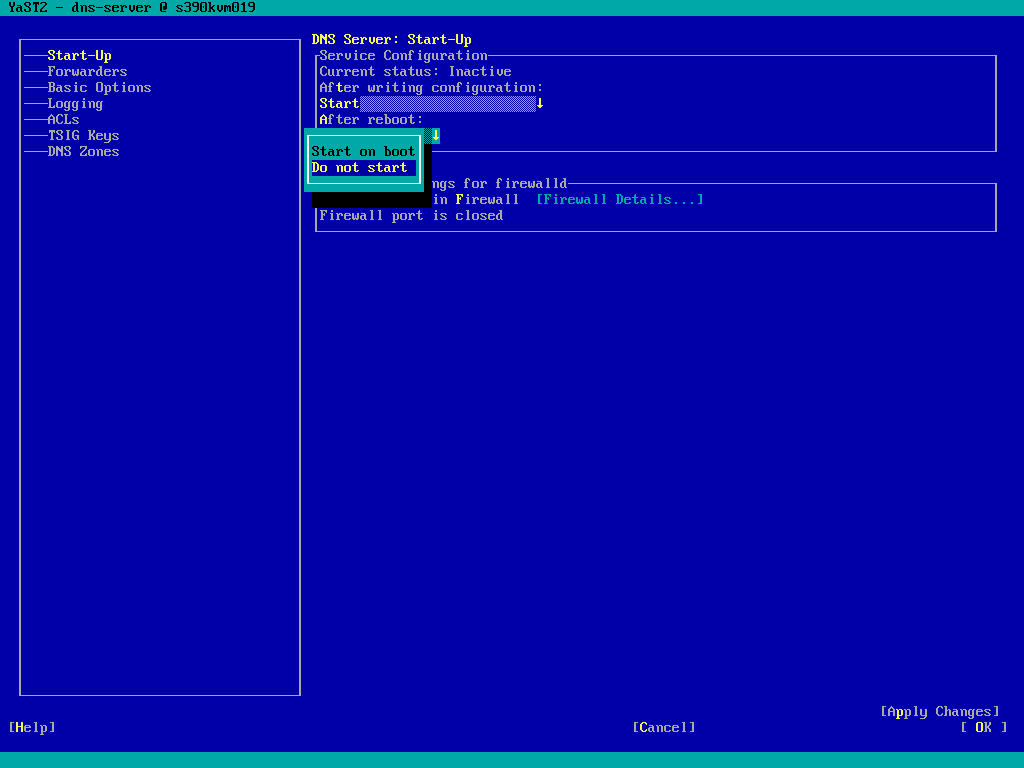 YaST2 - dns-server @ s390kvm019
Start-Up
Forwarders
Basic Options
Logging
ACLs
TSIG Keys
DNS Zones
DNS Server: Start-Up
Service Configuration
Current status: Inactive
After writing configuration:
Start ↓
After reboot:
↓
Start on boot
Do not start
ngs for firewalld
in Firewall [Firewall Details...]
Firewall port is closed
[Apply Changes]
[Help] [Cancel] [ OK ]